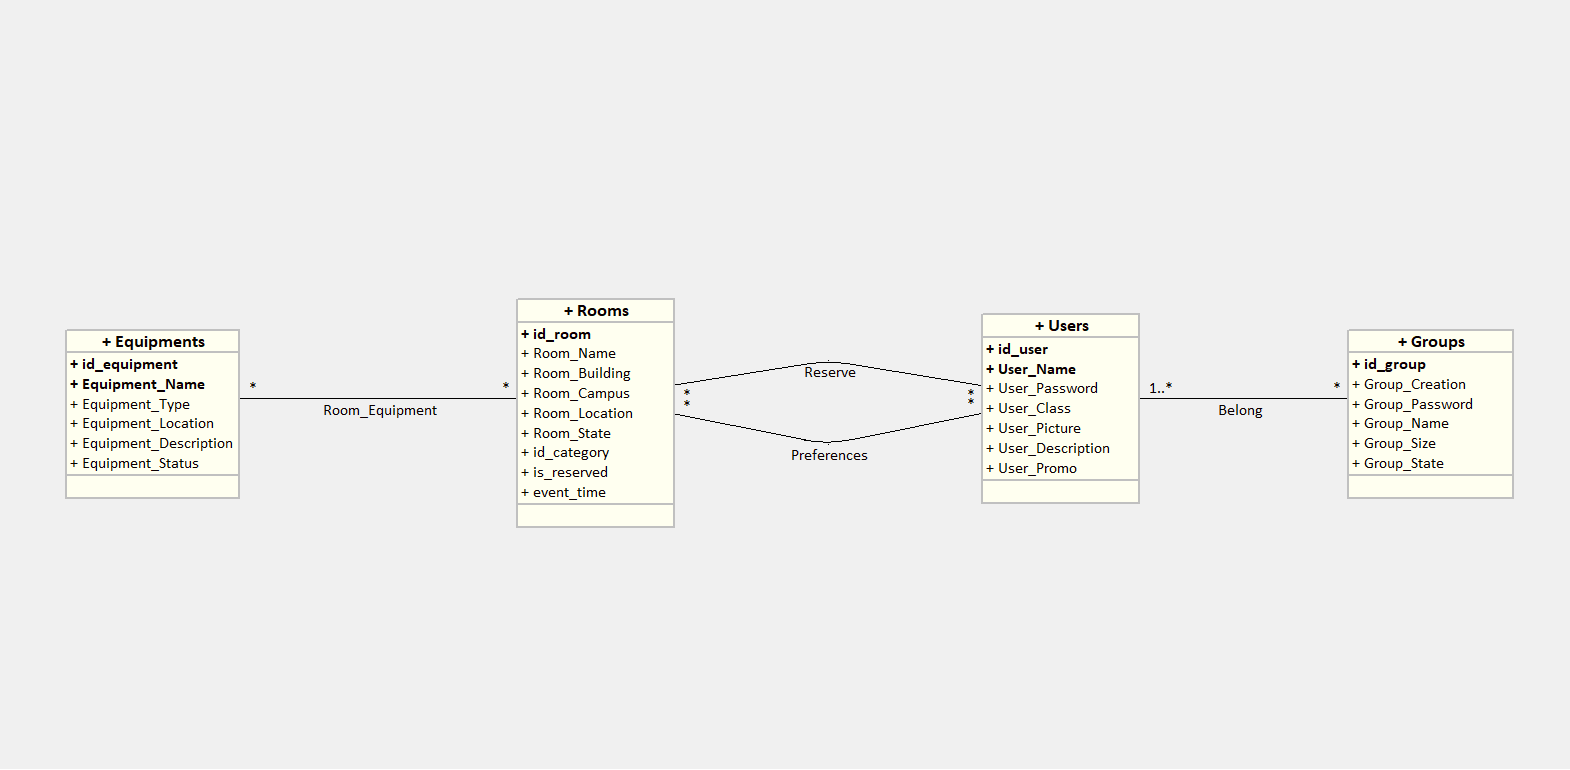 + Equipments
+ id_equipment
+ Equipment_Name
+ Equipment_Type
+ Equipment_Location
+ Equipment_Description
+ Equipment_Status
*
*
Room_Equipment
+ Rooms
+ id_room
+ Room_Name
+ Room_Building
+ Room_Campus
+ Room_Location
+ Room_State
+ id_category
+ is_reserved
+ event_time
Reserve
*
*
*
*
Preferences
+ Users
+ id_user
+ User_Name
+ User_Password
+ User_Class
+ User_Picture
+ User_Description
+ User_Promo
1..*
*
Belong
+ Groups
+ id_group
+ Group_Creation
+ Group_Password
+ Group_Name
+ Group_Size
+ Group_State